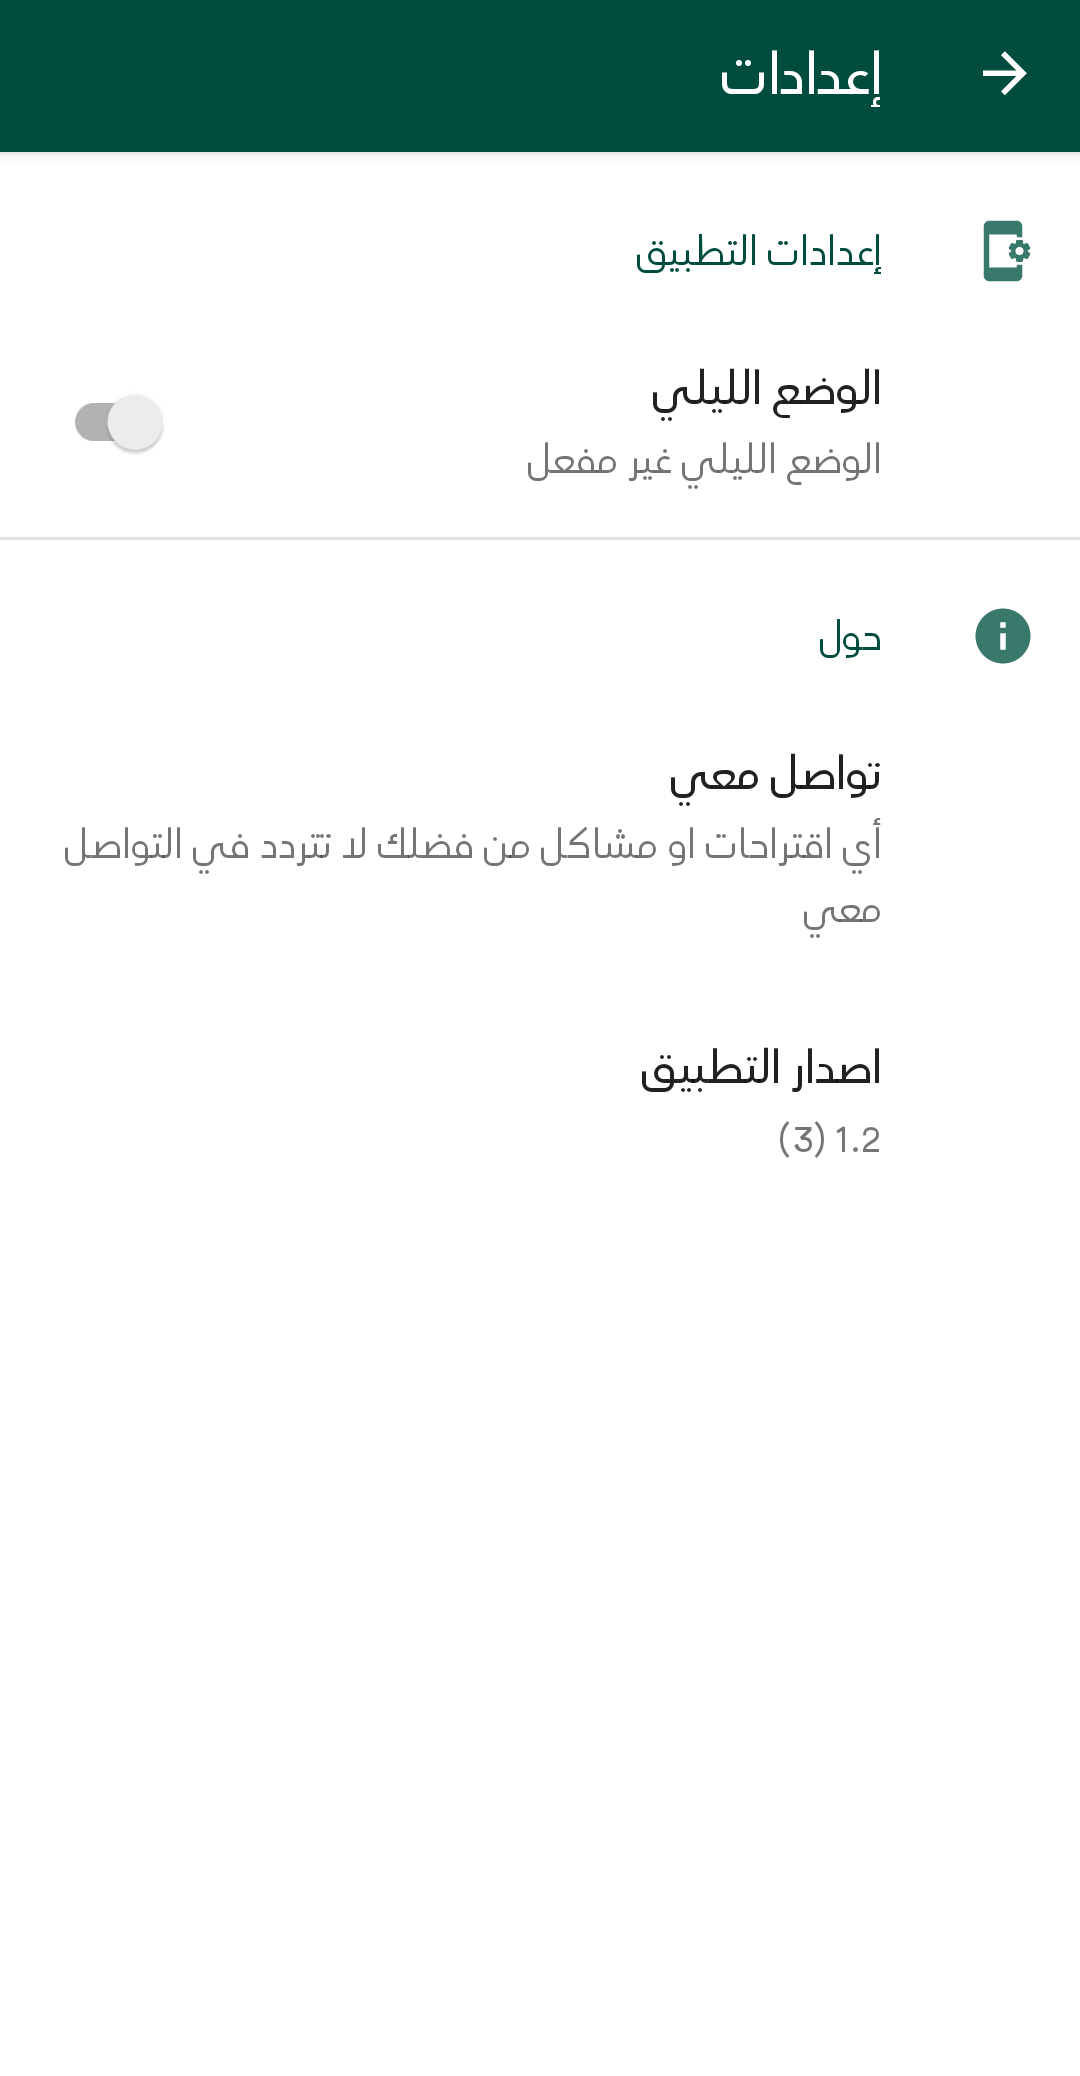 إعدادات
إعدادات التطبيق
الوضع الليلي
الوضع الليلي غير مفعل
حول
تواصل معي
أي اقتراحات او مشاكل من فضلك لا تتردد في التواصل
معي
اصدار التطبيق
1.2 (3)